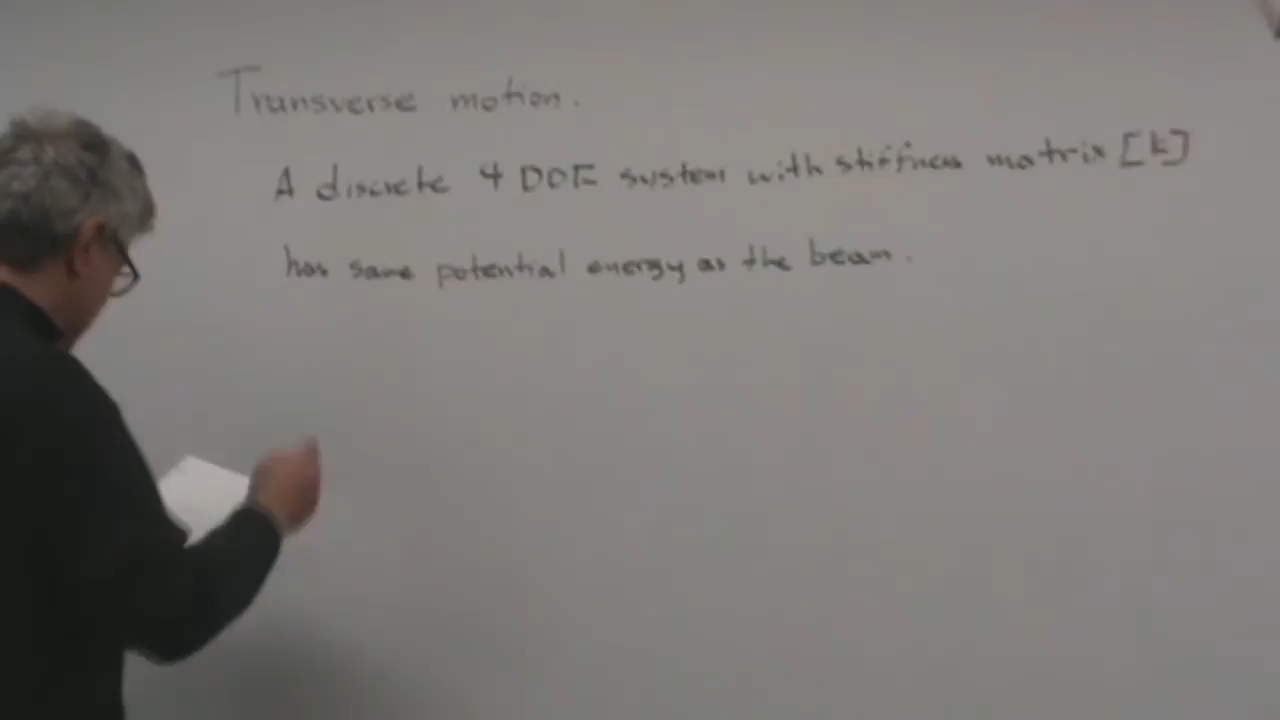 Transverse motion.
A discrete 4 DOF system with stiffness matrix [k]
has same potential energy as the beam.